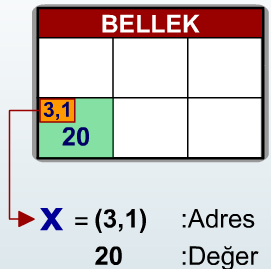 BELLEK
3,1
20
X = (3,1) :Adres
20 :Değer